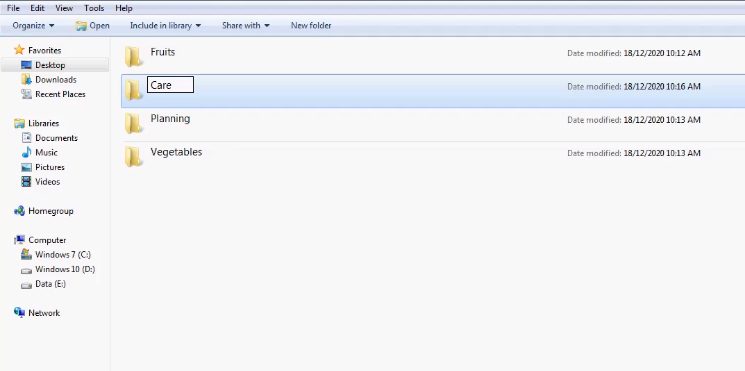 File Edit View Tools Help
Organize Open Include in library Share with New folder
Favorites
Desktop
Downloads
Recent Places
Libraries
Documents
Music
Pictures
Videos
Homegroup
Computer
Windows 7 (C:)
Windows 10 (D:)
Data (E:)
Network
Fruits Date modified: 18/12/2020 10:12 AM
Care Date modified: 18/12/2020 10:16 AM
Planning Date modified: 18/12/2020 10:13 AM
Vegetables Date modified: 18/12/2020 10:13 AM